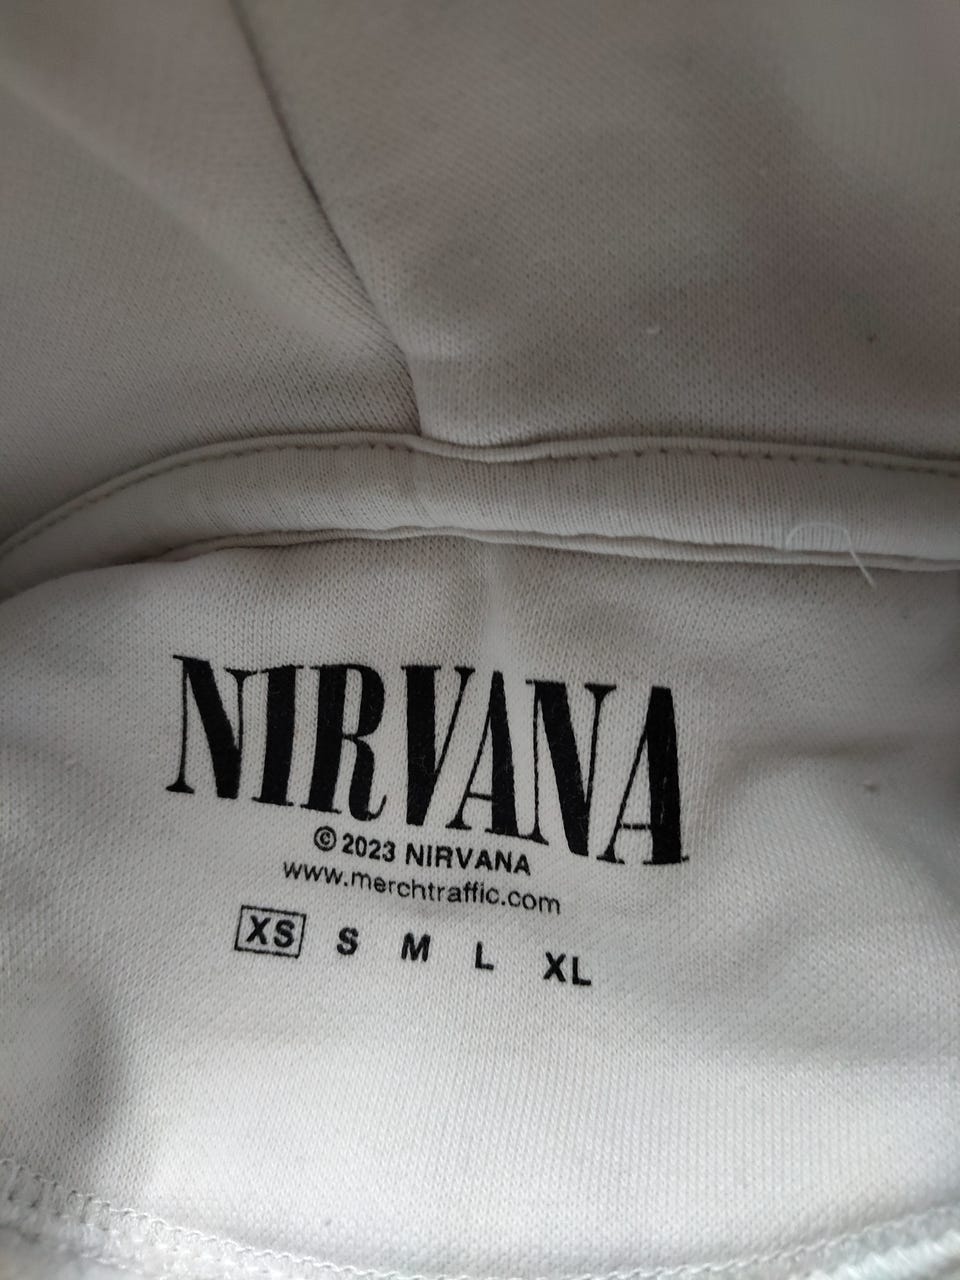 NIRVANA
© 2023 NIRVANA
www.merchtraffic.com
XS S M L XL